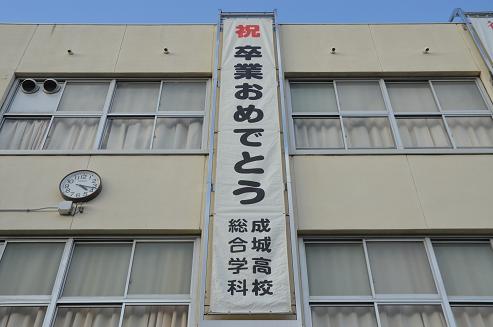 祝
卒業おめでとう
成城高校
総合学科